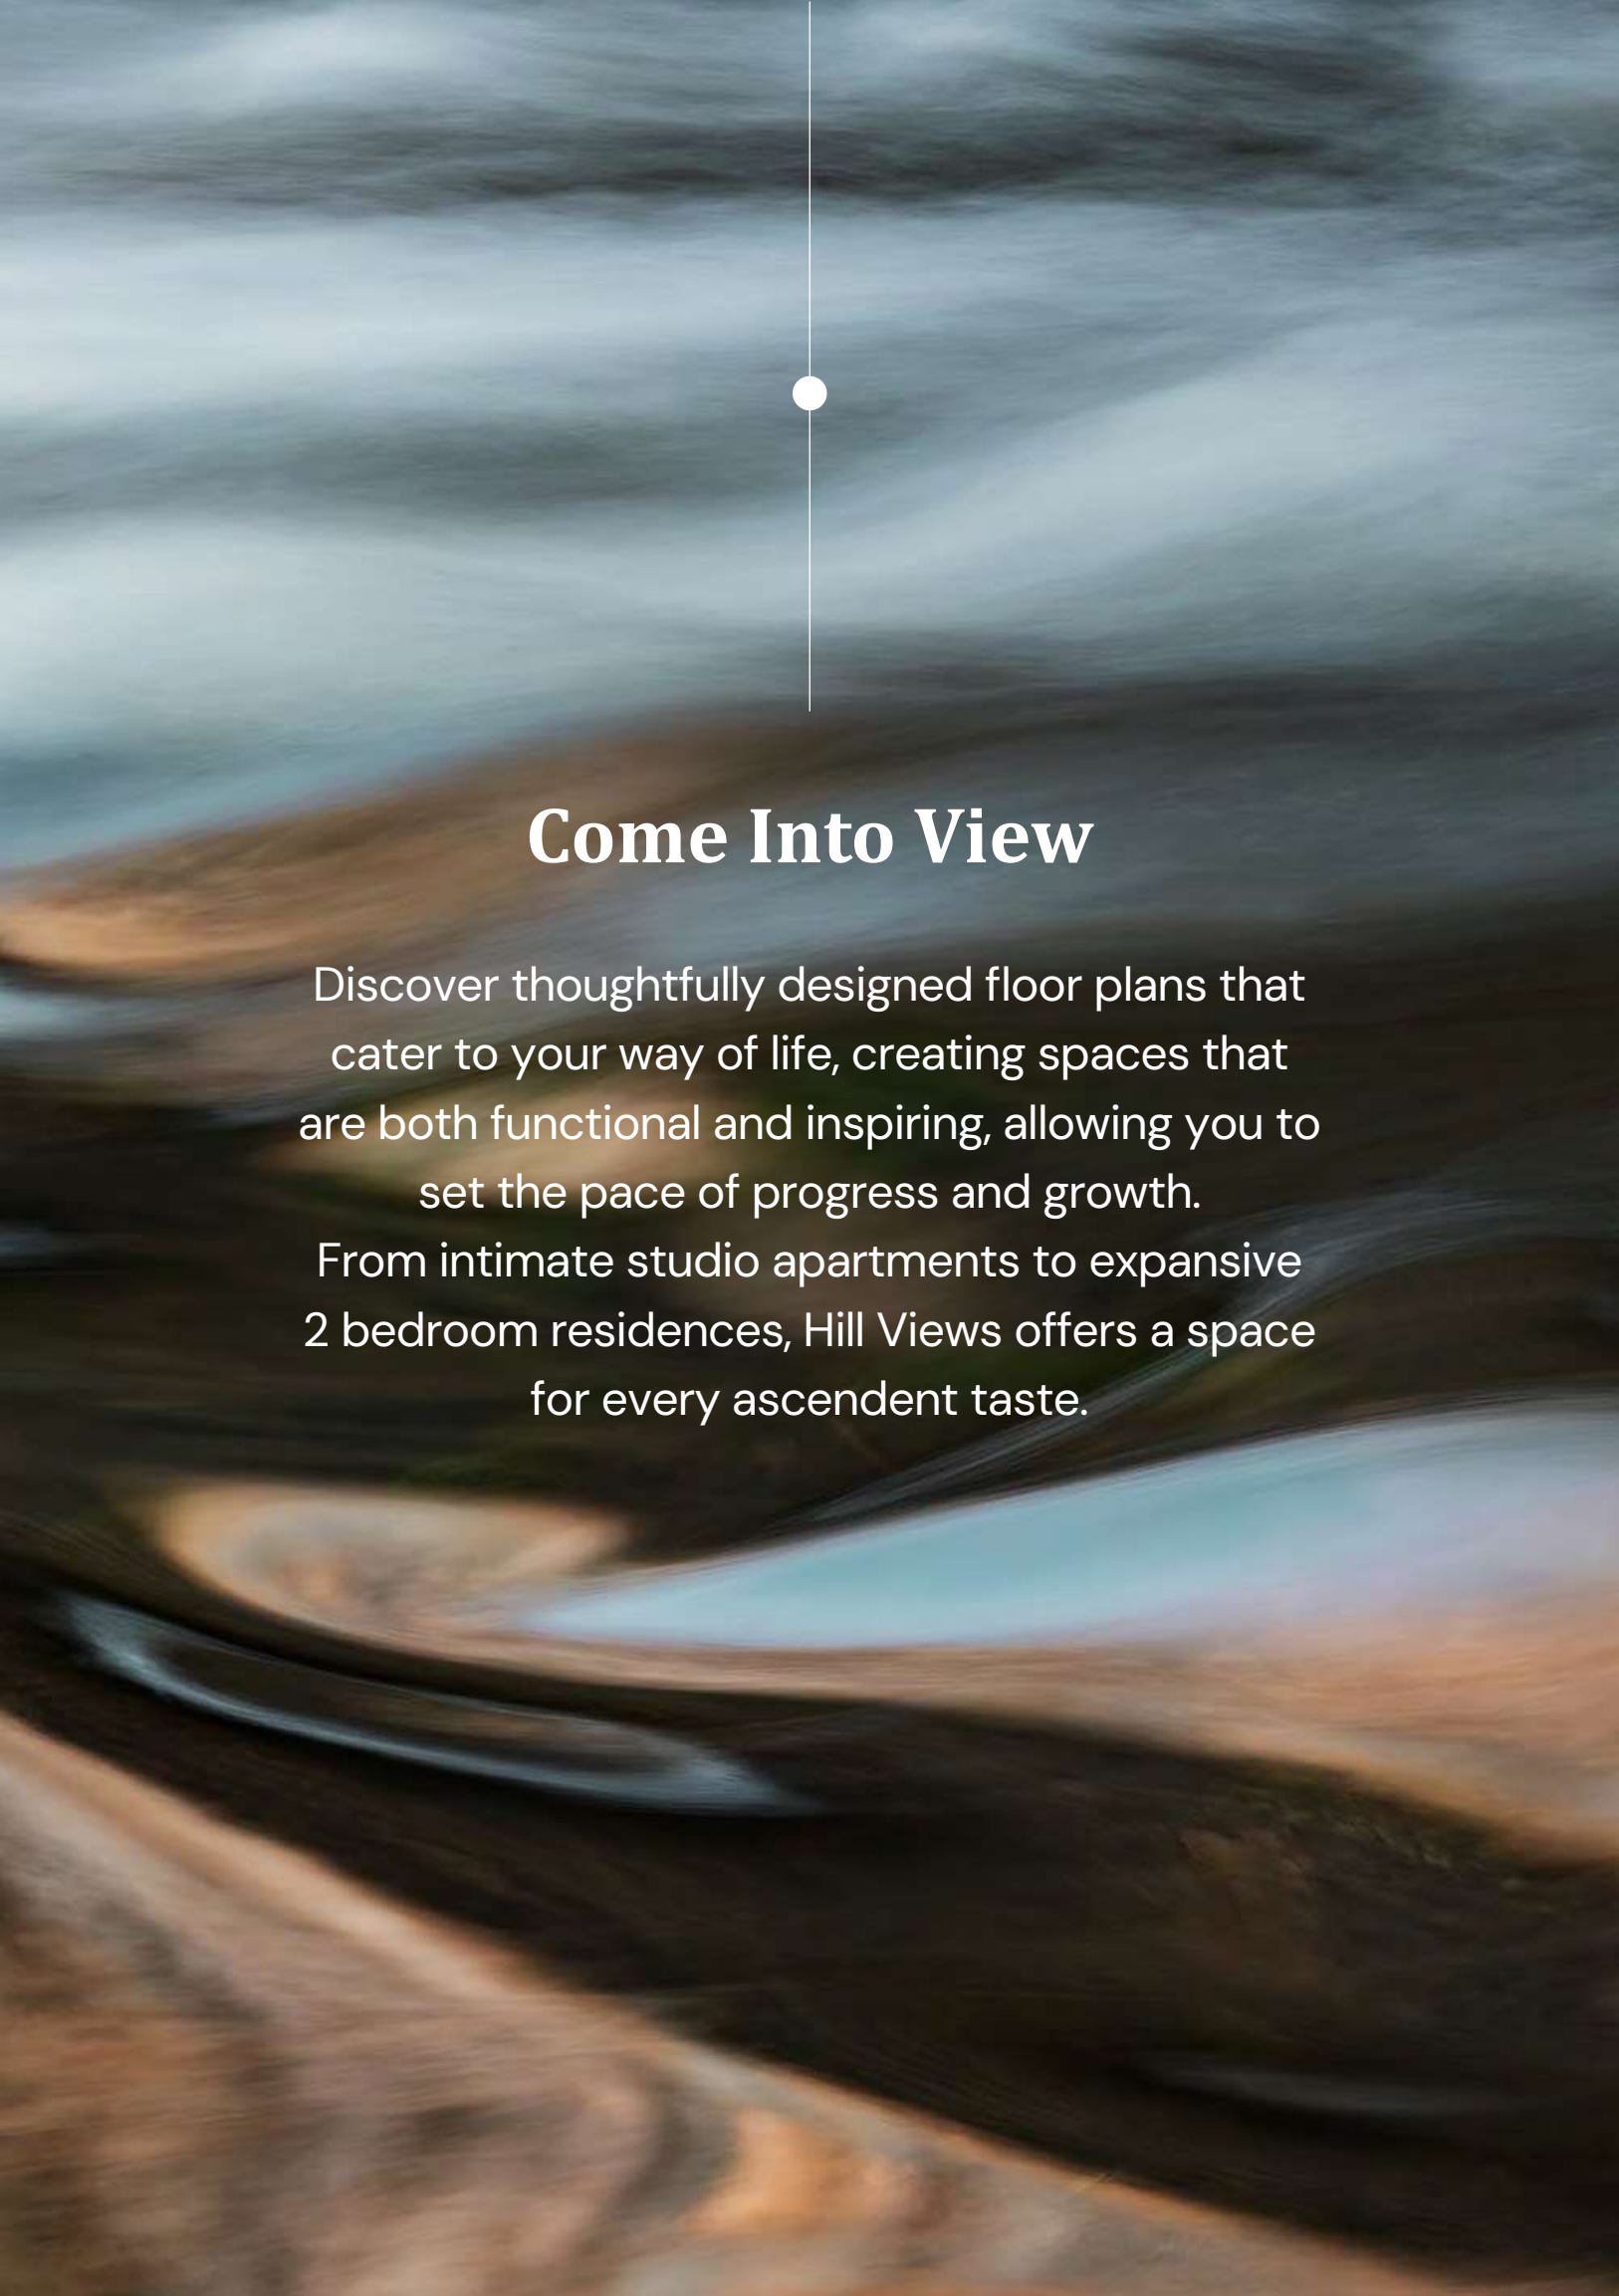 Come Into View
Discover thoughtfully designed floor plans that
cater to your way of life, creating spaces that
are both functional and inspiring, allowing you to
set the pace of progress and growth.
From intimate studio apartments to expansive
2 bedroom residences, Hill Views offers a space
for every ascendent taste.